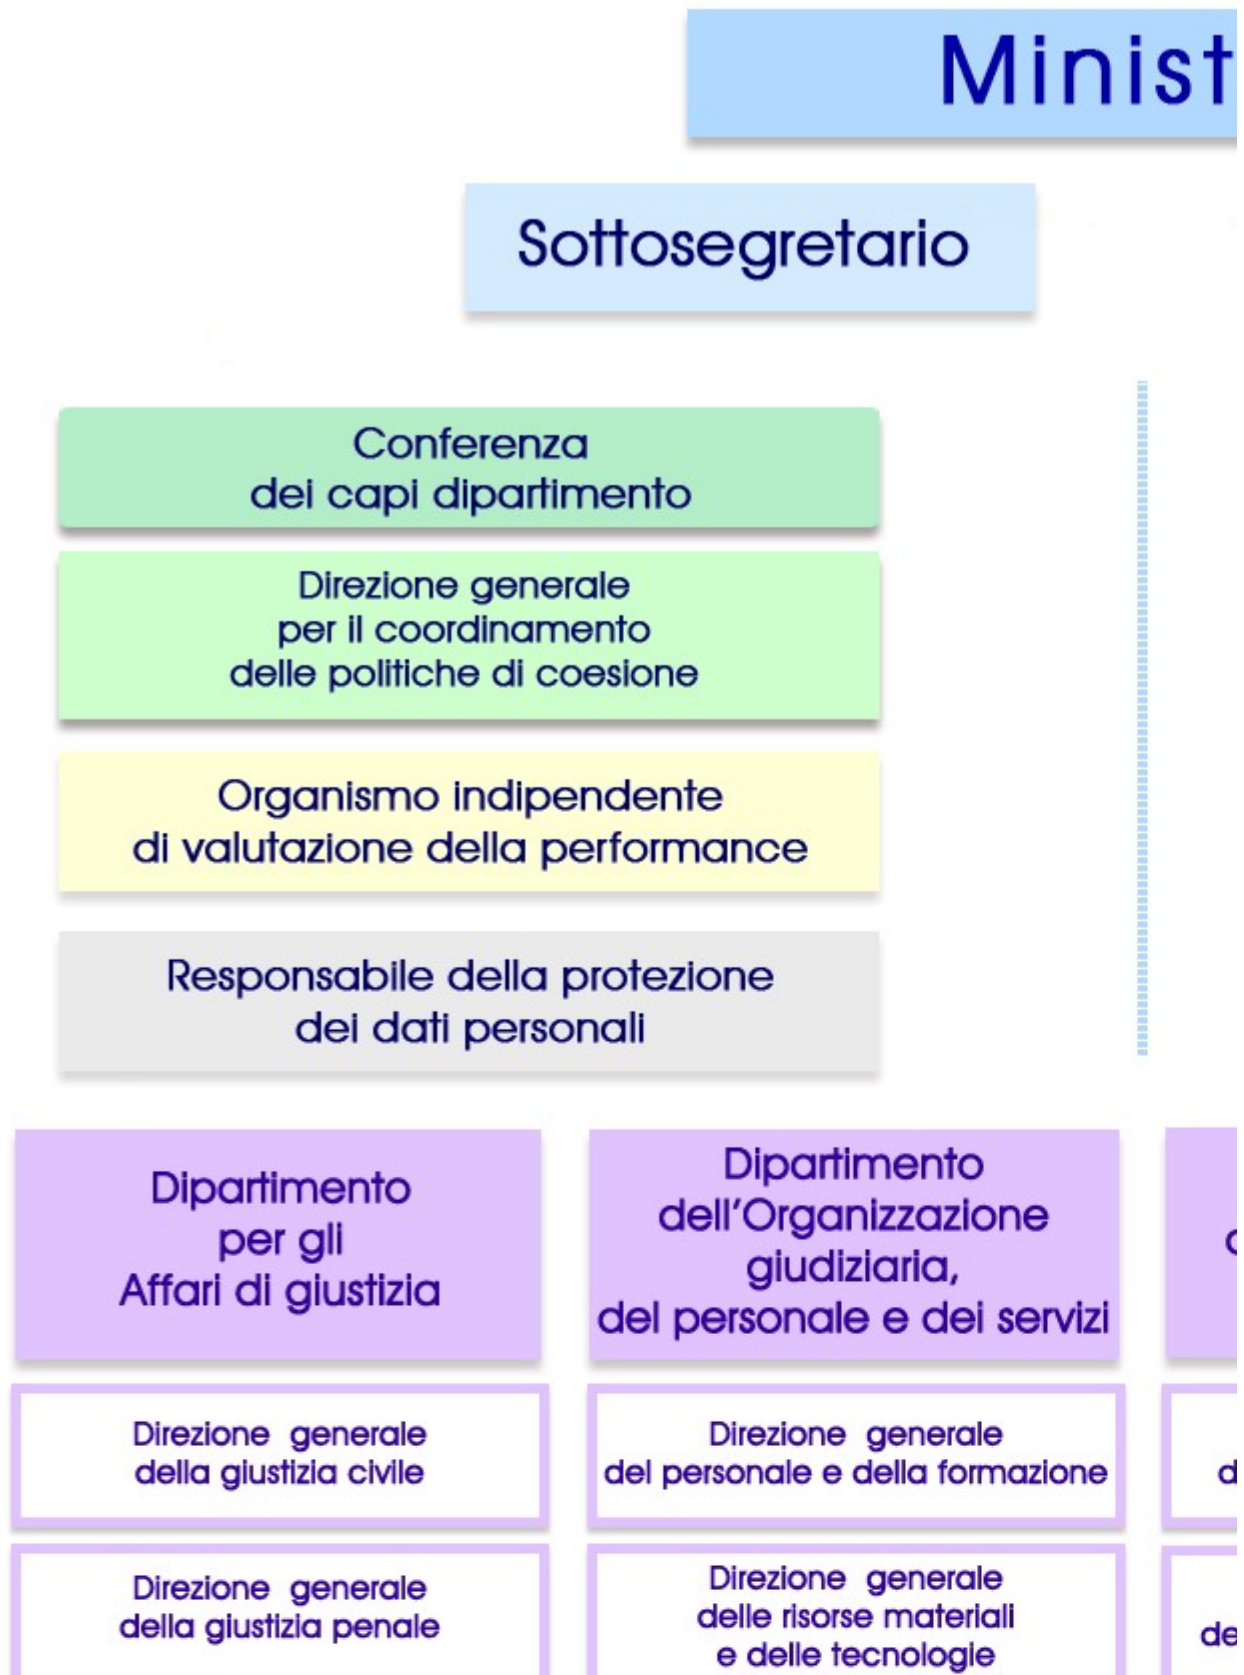 Minist
Sottosegretario
Conferenza
dei capi dipartimento
Direzione generale
per il coordinamento
delle politiche di coesione
Organismo indipendente
di valutazione della performance
Responsabile della protezione
dei dati personali
Dipartimento
per gli
Affari di giustizia
Dipartimento
dell'Organizzazione
giudiziaria,
del personale e dei servizi
Direzione generale
della giustizia civile
Direzione generale
del personale e della formazione
Direzione generale
della giustizia penale
Direzione generale
delle risorse materiali
e delle tecnologie